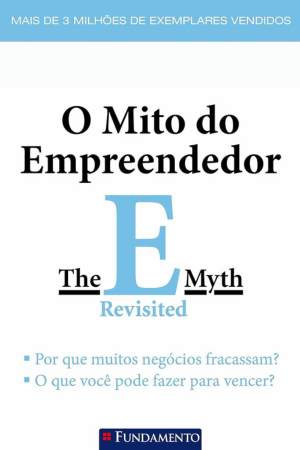 MAIS DE 3 MILHÕES DE EXEMPLARES VENDIDOS
O Mito do
Empreendedor
The E Myth
Revisited
▪ Por que muitos negócios fracassam?
▪ O que você pode fazer para vencer?
FUNDAMENTO